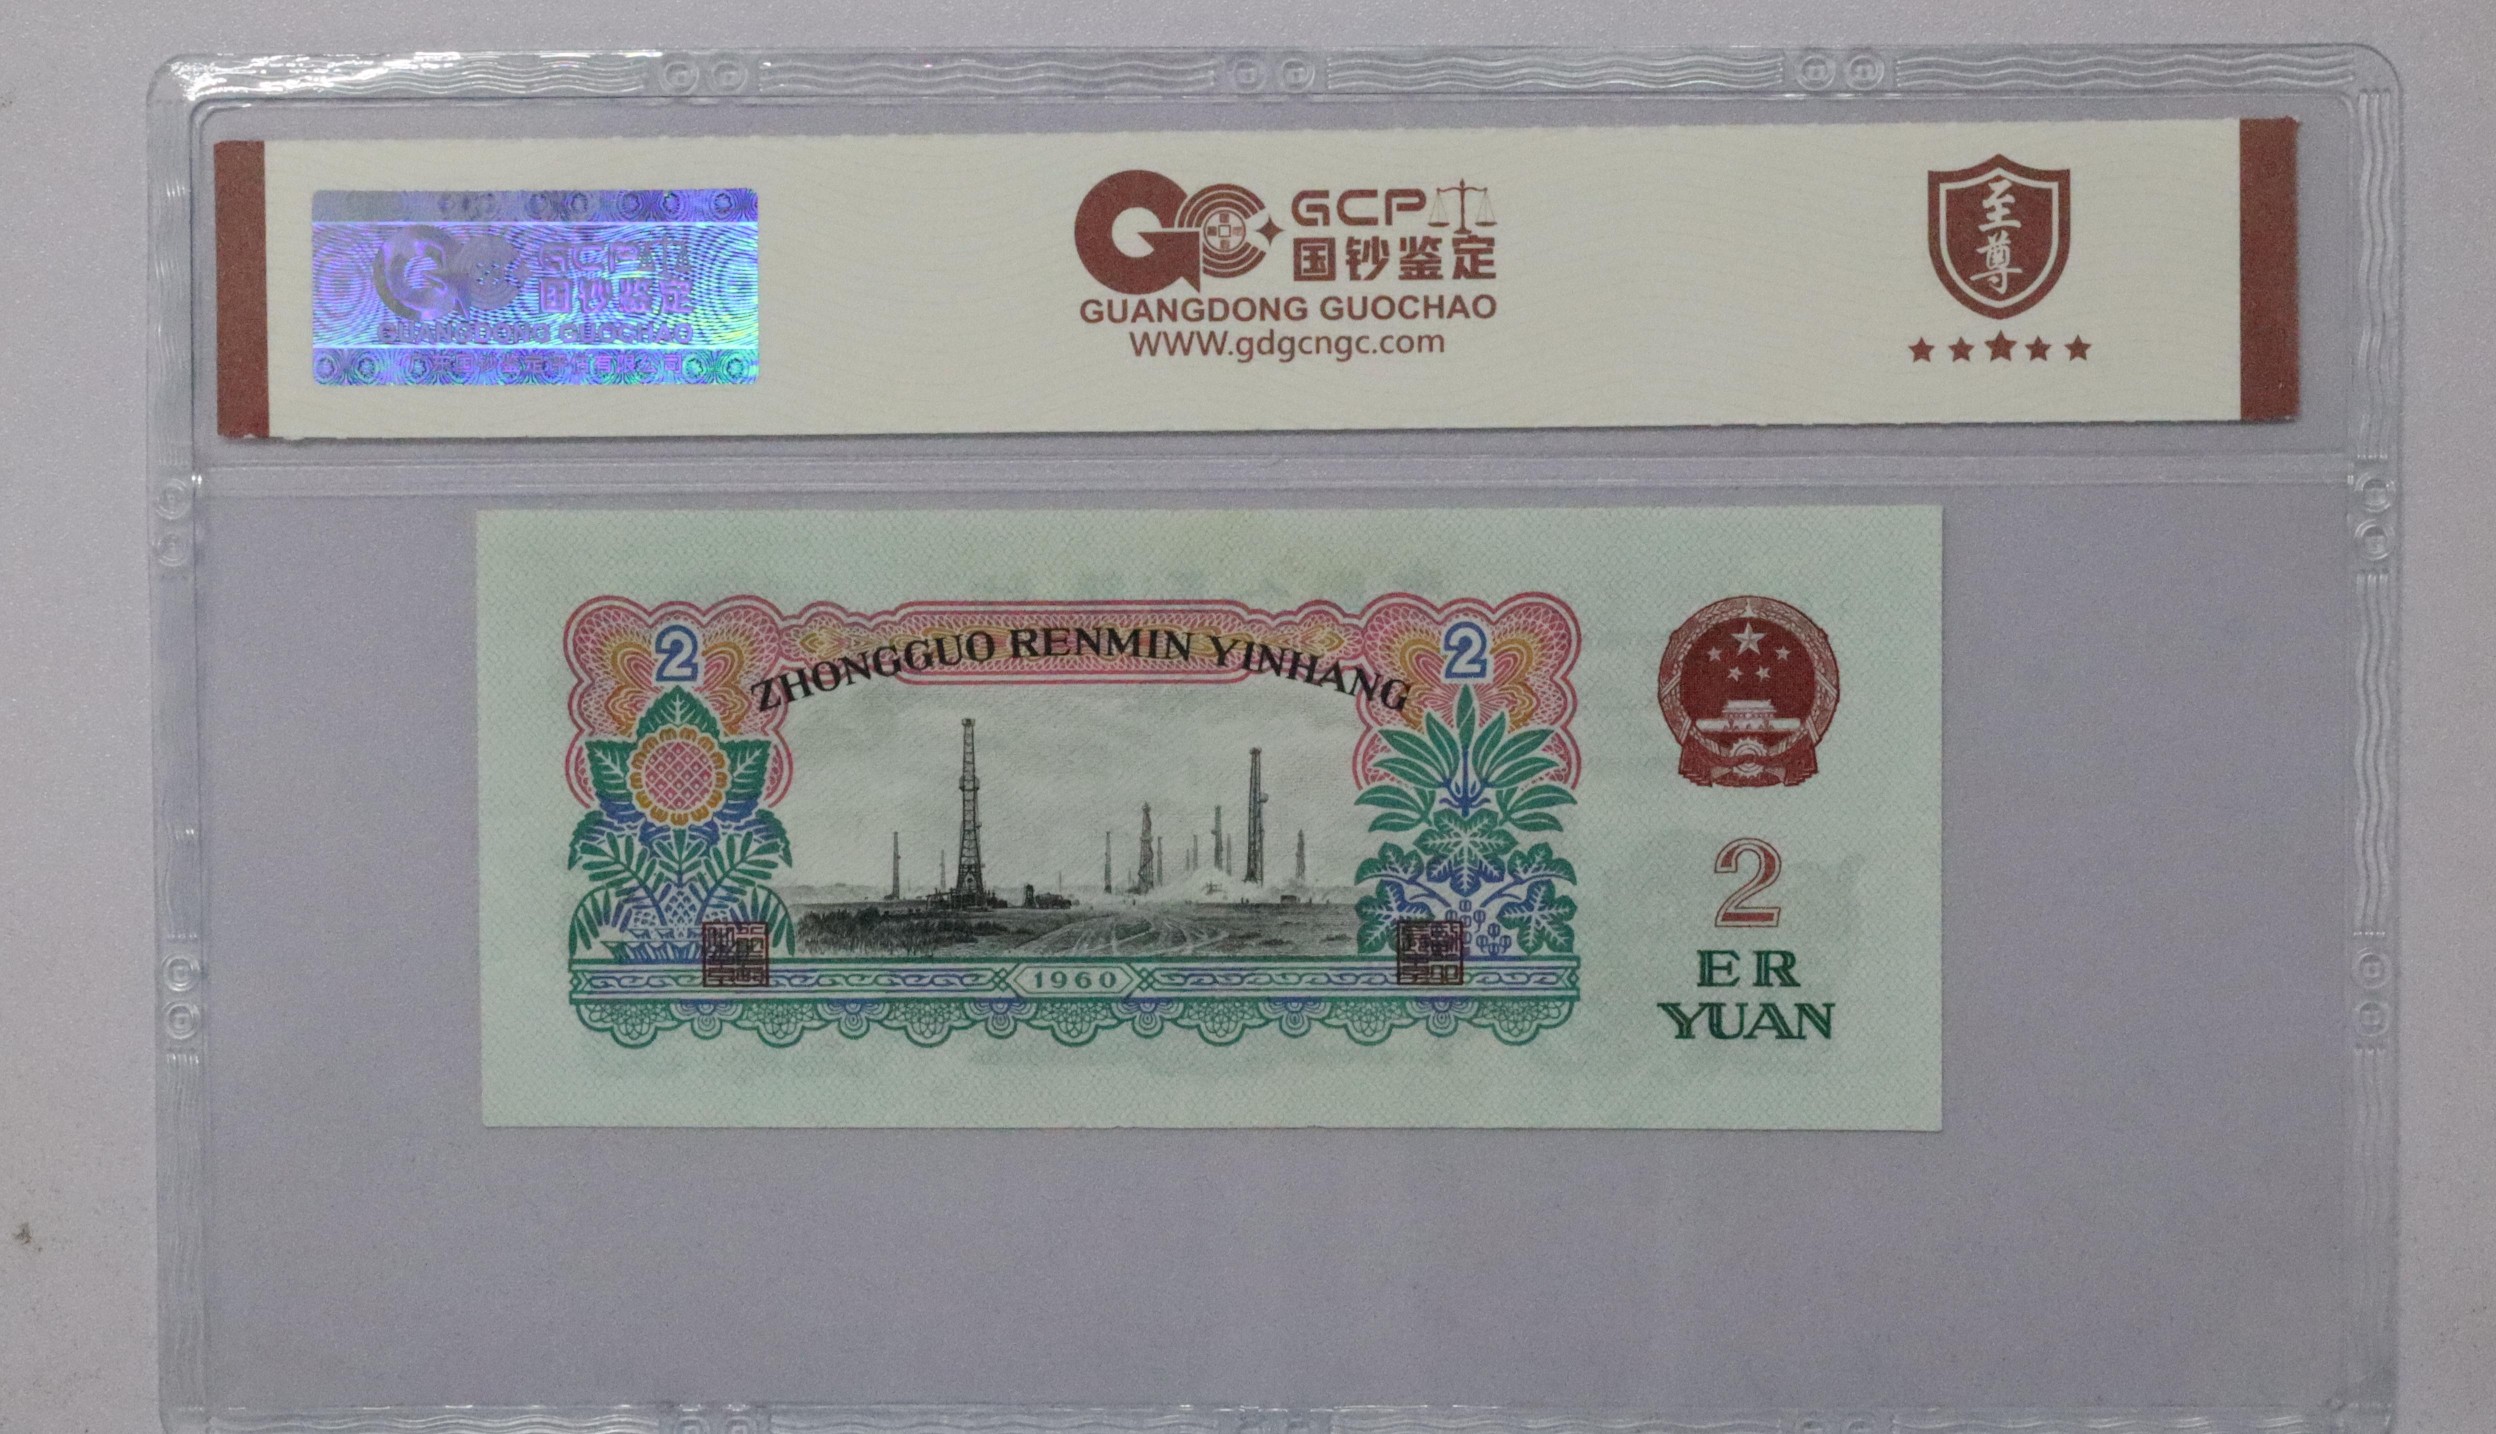 GCP
国钞鉴定
GUANGDONG GUOCHAO
GCP
国钞鉴定
GUANGDONG GUOCHAO
WWW.gdgcngc.com
至尊
2
ZHONGGUO RENMIN YINHANG
2
1960
2
ER
YUAN